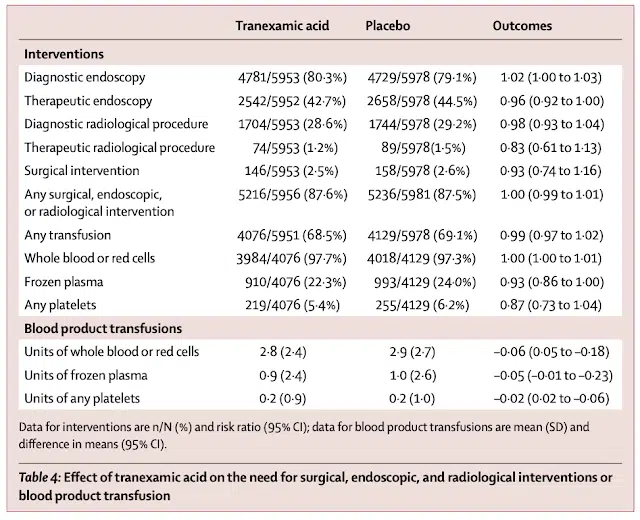 Tranexamic acid Placebo Outcomes
Interventions
Diagnostic endoscopy 4781/5953 (80·3%) 4729/5978 (79·1%) 1·02 (1·00 to 1·03)
Therapeutic endoscopy 2542/5952 (42·7%) 2658/5978 (44·5%) 0·96 (0·92 to 1·00)
Diagnostic radiological procedure 1704/5953 (28·6%) 1744/5978 (29·2%) 0·98 (0·93 to 1·04)
Therapeutic radiological procedure 74/5953 (1·2%) 89/5978(1·5%) 0·83 (0·61 to 1·13)
Surgical intervention 146/5953 (2·5%) 158/5978 (2·6%) 0·93 (0·74 to 1·16)
Any surgical, endoscopic, 5216/5956 (87·6%) 5236/5981 (87·5%) 1·00 (0·99 to 1·01)
or radiological intervention
Any transfusion 4076/5951 (68·5%) 4129/5978 (69·1%) 0·99 (0·97 to 1·02)
Whole blood or red cells 3984/4076 (97·7%) 4018/4129 (97·3%) 1·00 (1·00 to 1·01)
Frozen plasma 910/4076 (22·3%) 993/4129 (24·0%) 0·93 (0·86 to 1·00)
Any platelets 219/4076 (5·4%) 255/4129 (6·2%) 0·87 (0·73 to 1·04)
Blood product transfusions
Units of whole blood or red cells 2·8 (2·4) 2·9 (2·7) –0·06 (0·05 to –0·18)
Units of frozen plasma 0·9 (2·4) 1·0 (2·6) –0·05 (–0·01 to –0·23)
Units of any platelets 0·2 (0·9) 0·2 (1·0) –0·02 (0·02 to –0·06)
Data for interventions are n/N (%) and risk ratio (95% CI); data for blood product transfusions are mean (SD) and
difference in means (95% CI).
Table 4: Effect of tranexamic acid on the need for surgical, endoscopic, and radiological interventions or
blood product transfusion